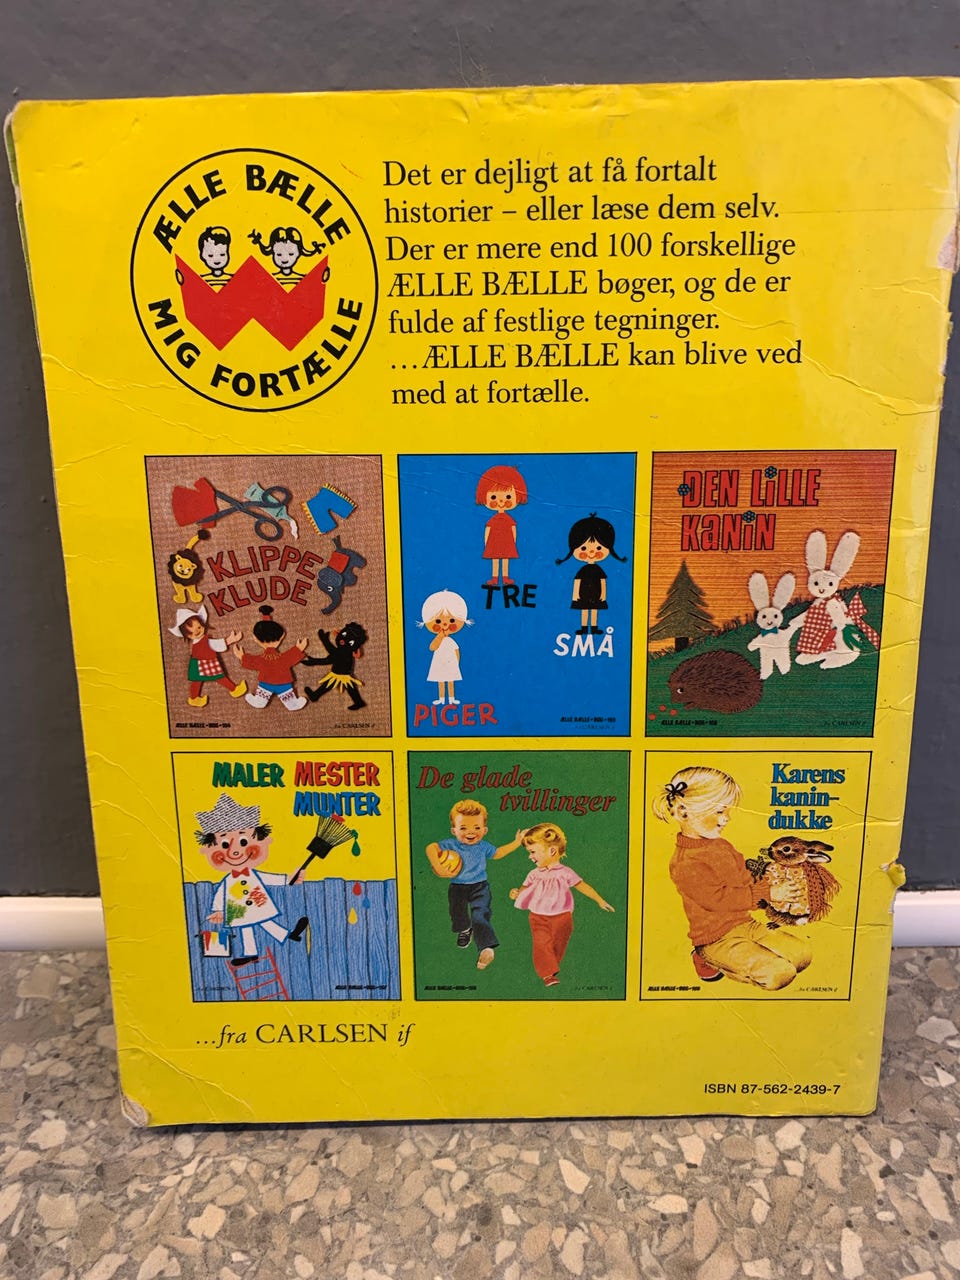 ÆLLE BÆLLE
MIG FORTÆLLE
Det er dejligt at få fortalt
historier – eller læse dem selv.
Der er mere end 100 forskellige
ÆLLE BÆLLE bøger, og de er
fulde af festlige tegninger.
...ÆLLE BÆLLE kan blive ved
med at fortælle.
KLIPPE
KLUDE
TRE
SMÅ
PIGER
DEN LILLE
KANIN
MALER MESTER
MUNTER
De glade
tvillinger
Karens
kanin-
dukke
...fra CARLSEN if
ISBN 87-562-2439-7